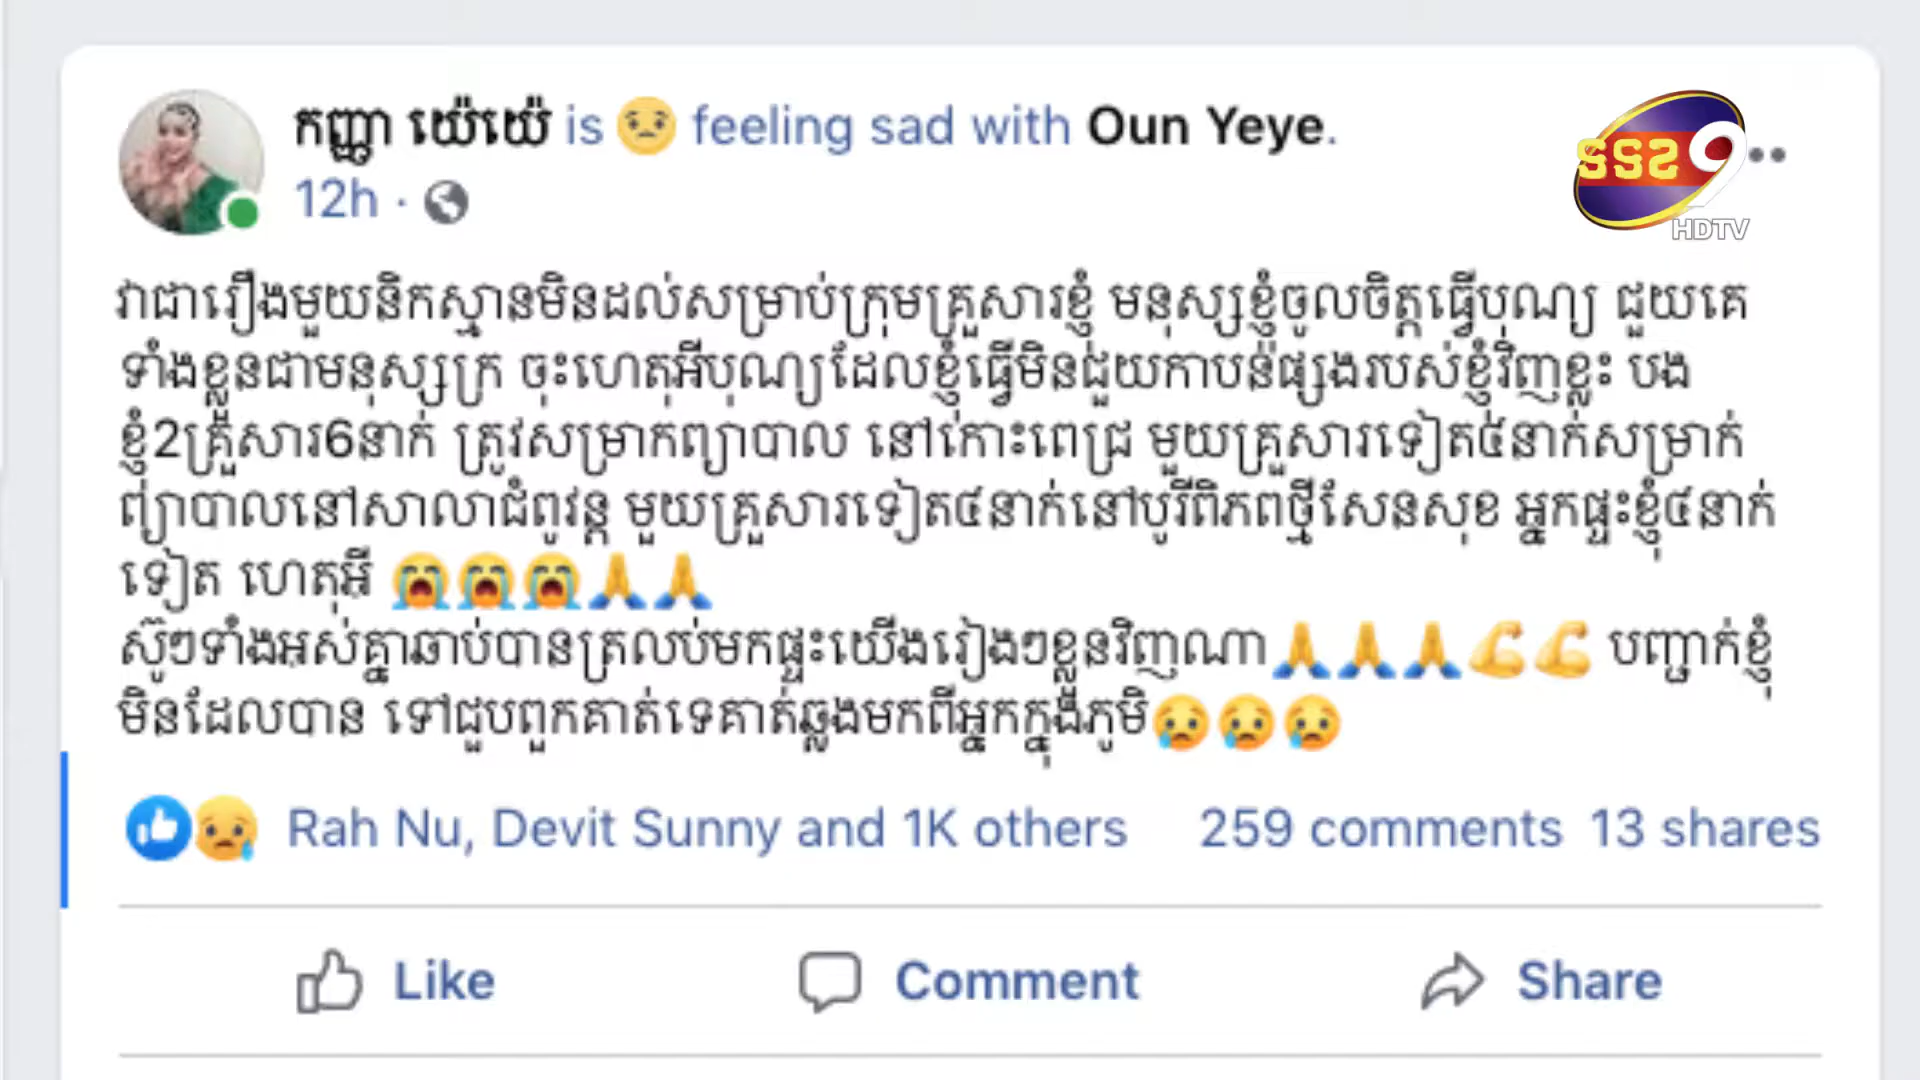 កញ្ញា យ៉េយ៉េ is feeling sad with Oun Yeye.
12h ·
ទទស 9
HDTV
វាជារឿងមួយនឹកស្មានមិនដល់សម្រាប់ក្រុមគ្រួសារខ្ញុំ មនុស្សខ្ញុំចូលចិត្តធ្វើបុណ្យ ជួយគេ
ទាំងខ្លួនជាមនុស្សក្រ ចុះហេតុអីបុណ្យដែលខ្ញុំធ្វើមិនជួយកាបន់ផ្សងរបស់ខ្ញុំវិញខ្លះ បង
ខ្ញុំ2គ្រួសារ6នាក់ ត្រូវសម្រាកព្យាបាល នៅកោះពេជ្រ មួយគ្រួសារទៀត៥នាក់សម្រាក់
ព្យាបាលនៅសាលាជំពូវ័ន្ត មួយគ្រួសារទៀត៤នាក់នៅបូរីពិភពថ្មីសែនសុខ អ្នកផ្ទះខ្ញុំ៤នាក់
ទៀត ហេតុអ្វី 😭😭😭🙏🙏
ស៊ូៗទាំងអស់គ្នាឆាប់បានត្រលប់មកផ្ទះយើងរៀងៗខ្លួនវិញណា🙏🙏🙏💪💪 បញ្ជាក់ខ្ញុំ
មិនដែលបាន ទៅជួបពួកគាត់ទេគាត់ឆ្លងមកពីអ្នកក្នុងភូមិ😢😢😢
Rah Nu, Devit Sunny and 1K others 259 comments 13 shares
Like Comment Share